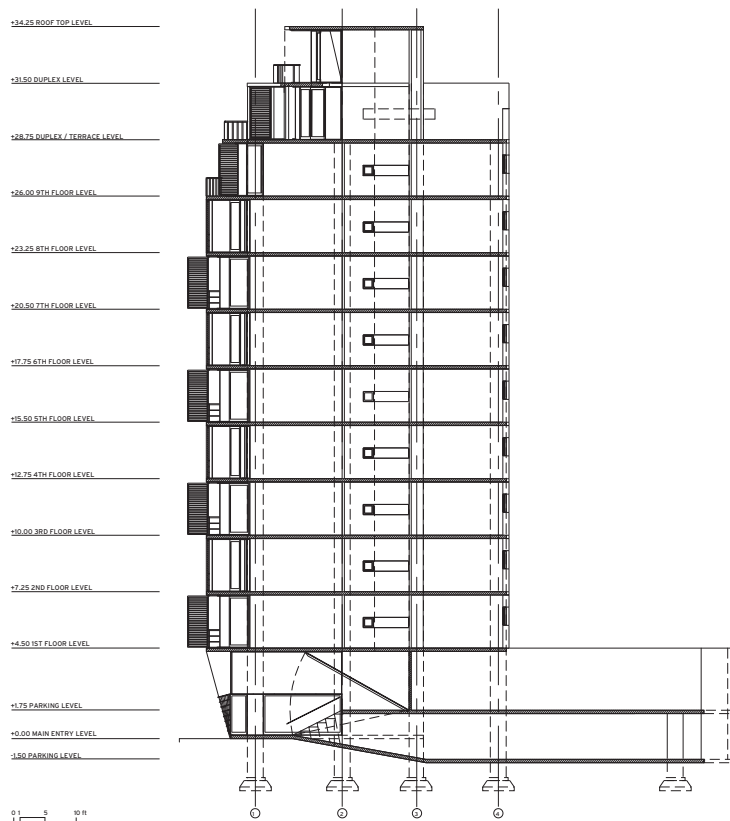 +34.25 ROOF TOP LEVEL
+31.50 DUPLEX LEVEL
+28.75 DUPLEX / TERRACE LEVEL
+26.00 9TH FLOOR LEVEL
+23.25 8TH FLOOR LEVEL
+20.50 7TH FLOOR LEVEL
+17.75 6TH FLOOR LEVEL
+15.50 5TH FLOOR LEVEL
+12.75 4TH FLOOR LEVEL
+10.00 3RD FLOOR LEVEL
+7.25 2ND FLOOR LEVEL
+4.50 1ST FLOOR LEVEL
+1.75 PARKING LEVEL
+0.00 MAIN ENTRY LEVEL
-1.50 PARKING LEVEL
0 1 5 10 ft
1 2 3 4